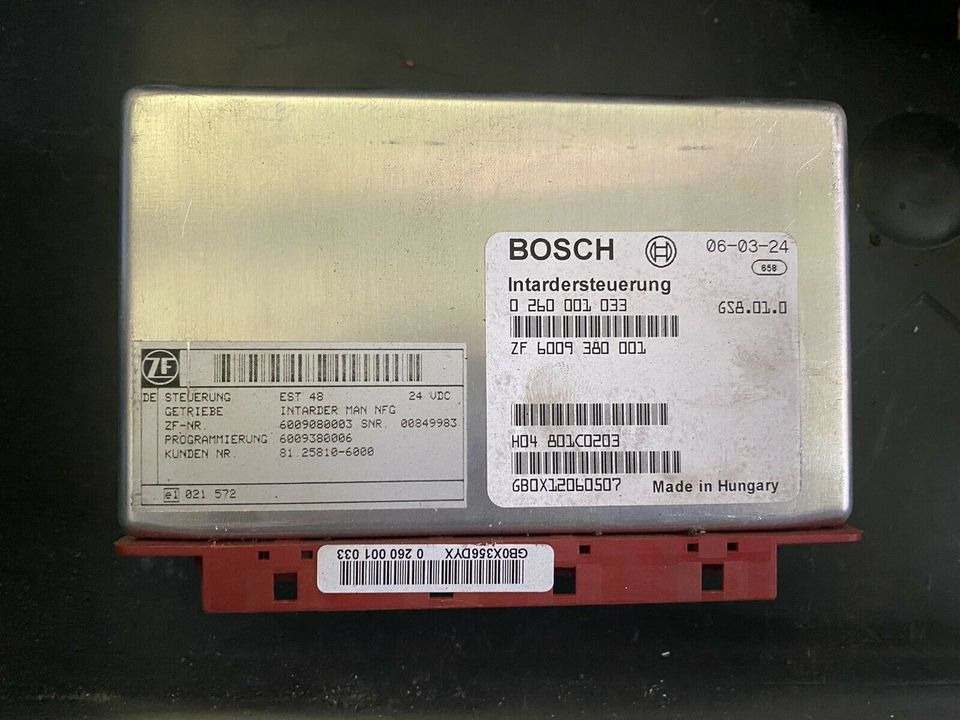 BOSCH
06-03-24
658
Intardersteuerung
0 260 001 033
GS8.01.0
ZF 6009 380 001
H04 801C0203
GB0X12060507
Made in Hungary
ZF
DE STEUERUNG EST 48 24 VDC
GETRIEBE INTARDER MAN NFG
ZF-NR. 6009080003 SNR. 00849983
PROGRAMMIERUNG 6009380006
KUNDEN NR. 81.25810-6000
e1 021 572
GB0X356DYX 0 260 001 033